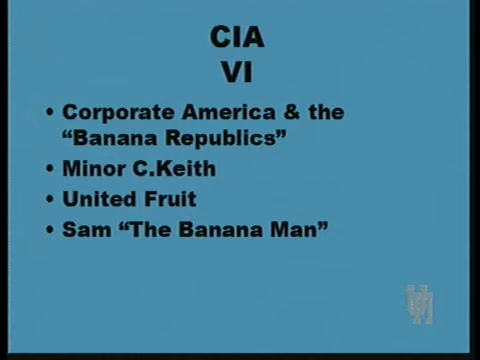 CIA
VI
• Corporate America & the
“Banana Republics”
• Minor C.Keith
• United Fruit
• Sam “The Banana Man”